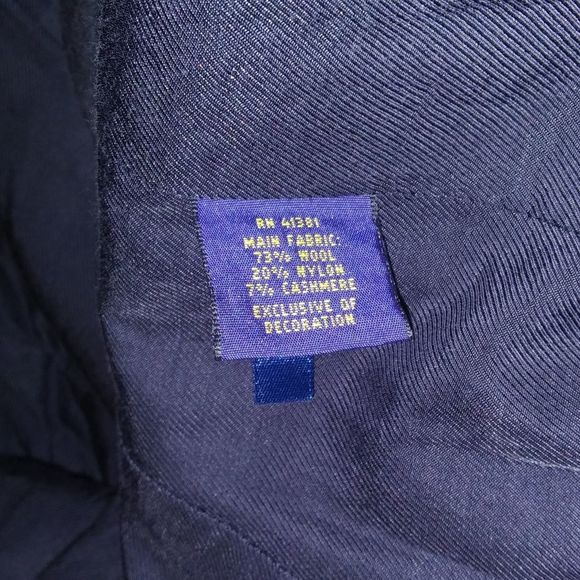 RN 41381
MAIN FABRIC:
73% WOOL
20% NYLON
7% CASHMERE
EXCLUSIVE OF
DECORATION